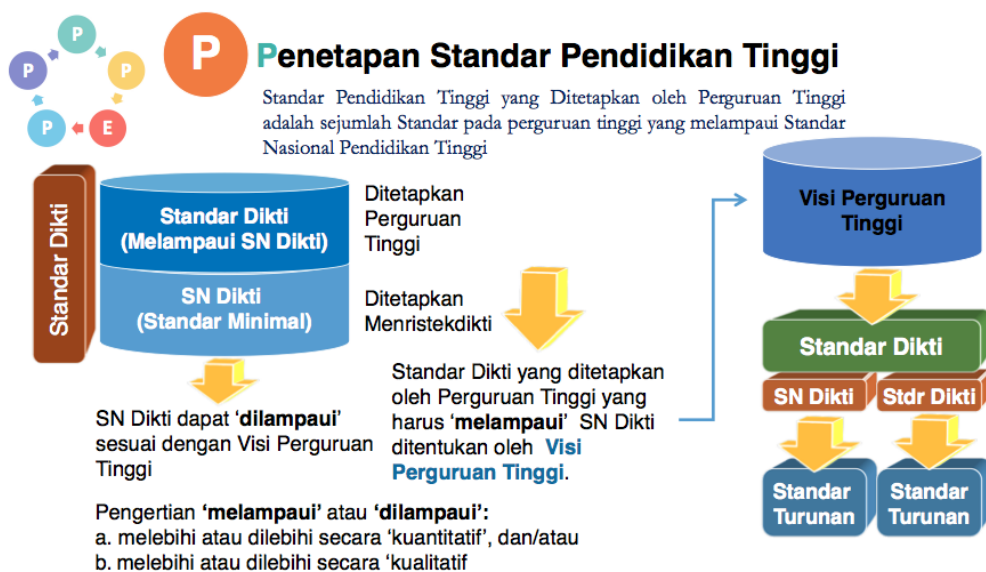 P
P
P
E
P
P
Penetapan Standar Pendidikan Tinggi
Standar Pendidikan Tinggi yang Ditetapkan oleh Perguruan Tinggi
adalah sejumlah Standar pada perguruan tinggi yang melampaui Standar
Nasional Pendidikan Tinggi
Standar Dikti
Standar Dikti
(Melampaui SN Dikti)
Ditetapkan
Perguruan
Tinggi
SN Dikti
(Standar Minimal)
Ditetapkan
Menristekdikti
SN Dikti dapat ‘dilampaui’
sesuai dengan Visi Perguruan
Tinggi
Standar Dikti yang ditetapkan
oleh Perguruan Tinggi yang
harus ‘melampaui’ SN Dikti
ditentukan oleh Visi
Perguruan Tinggi.
Pengertian ‘melampaui’ atau ‘dilampaui’:
a. melebihi atau dilebihi secara ‘kuantitatif’, dan/atau
b. melebihi atau dilebihi secara ‘kualitatif
Visi Perguruan
Tinggi
Standar Dikti
SN Dikti
Stdr Dikti
Standar
Turunan
Standar
Turunan